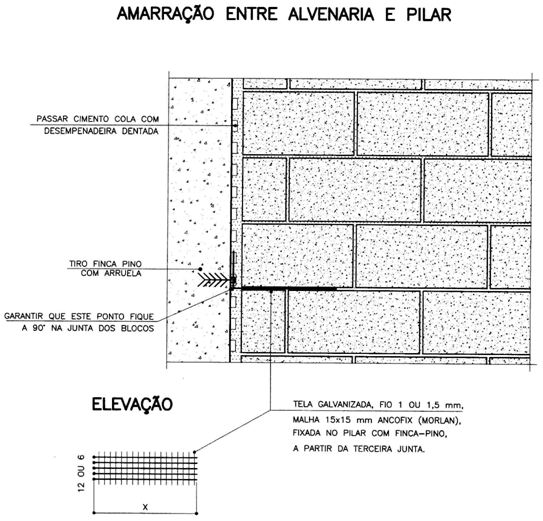 AMARRAÇÃO ENTRE ALVENARIA E PILAR
PASSAR CIMENTO COLA COM
DESEMPENADEIRA DENTADA
TIRO FINCA PINO
COM ARRUELA
GARANTIR QUE ESTE PONTO FIQUE
A 90° NA JUNTA DOS BLOCOS
ELEVAÇÃO
TELA GALVANIZADA, FIO 1 OU 1,5 mm,
MALHA 15x15 mm ANCOFIX (MORLAN),
FIXADA NO PILAR COM FINCA-PINO,
A PARTIR DA TERCEIRA JUNTA.
12 OU 6
X